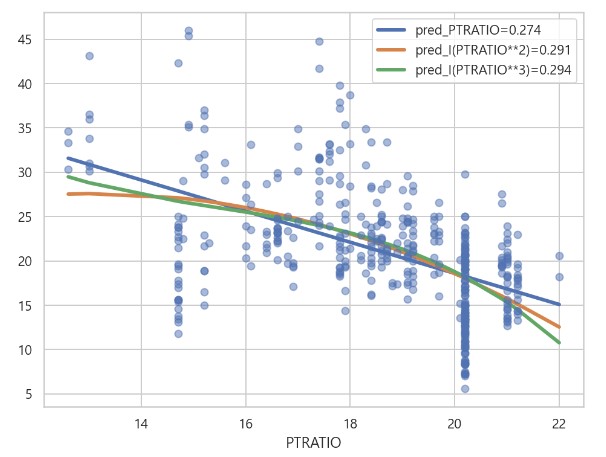 pred_PTRATIO=0.274
pred_I(PTRATIO**2)=0.291
pred_I(PTRATIO**3)=0.294
45
40
35
30
25
20
15
10
5
14 16 18 20 22
PTRATIO